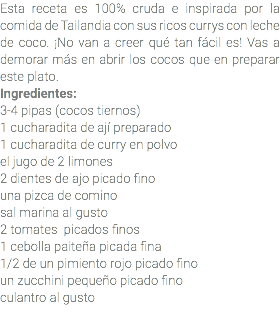 Esta receta es 100% cruda e inspirada por la
comida de Tailandia con sus ricos currys con leche
de coco. ¡No van a creer qué tan fácil es! Vas a
demorar más en abrir los cocos que en preparar
este plato.
Ingredientes:
3-4 pipas (cocos tiernos)
1 cucharadita de ají preparado
1 cucharadita de curry en polvo
el jugo de 2 limones
2 dientes de ajo picado fino
una pizca de comino
sal marina al gusto
2 tomates picados finos
1 cebolla paiteña picada fina
1/2 de un pimiento rojo picado fino
un zucchini pequeño picado fino
culantro al gusto